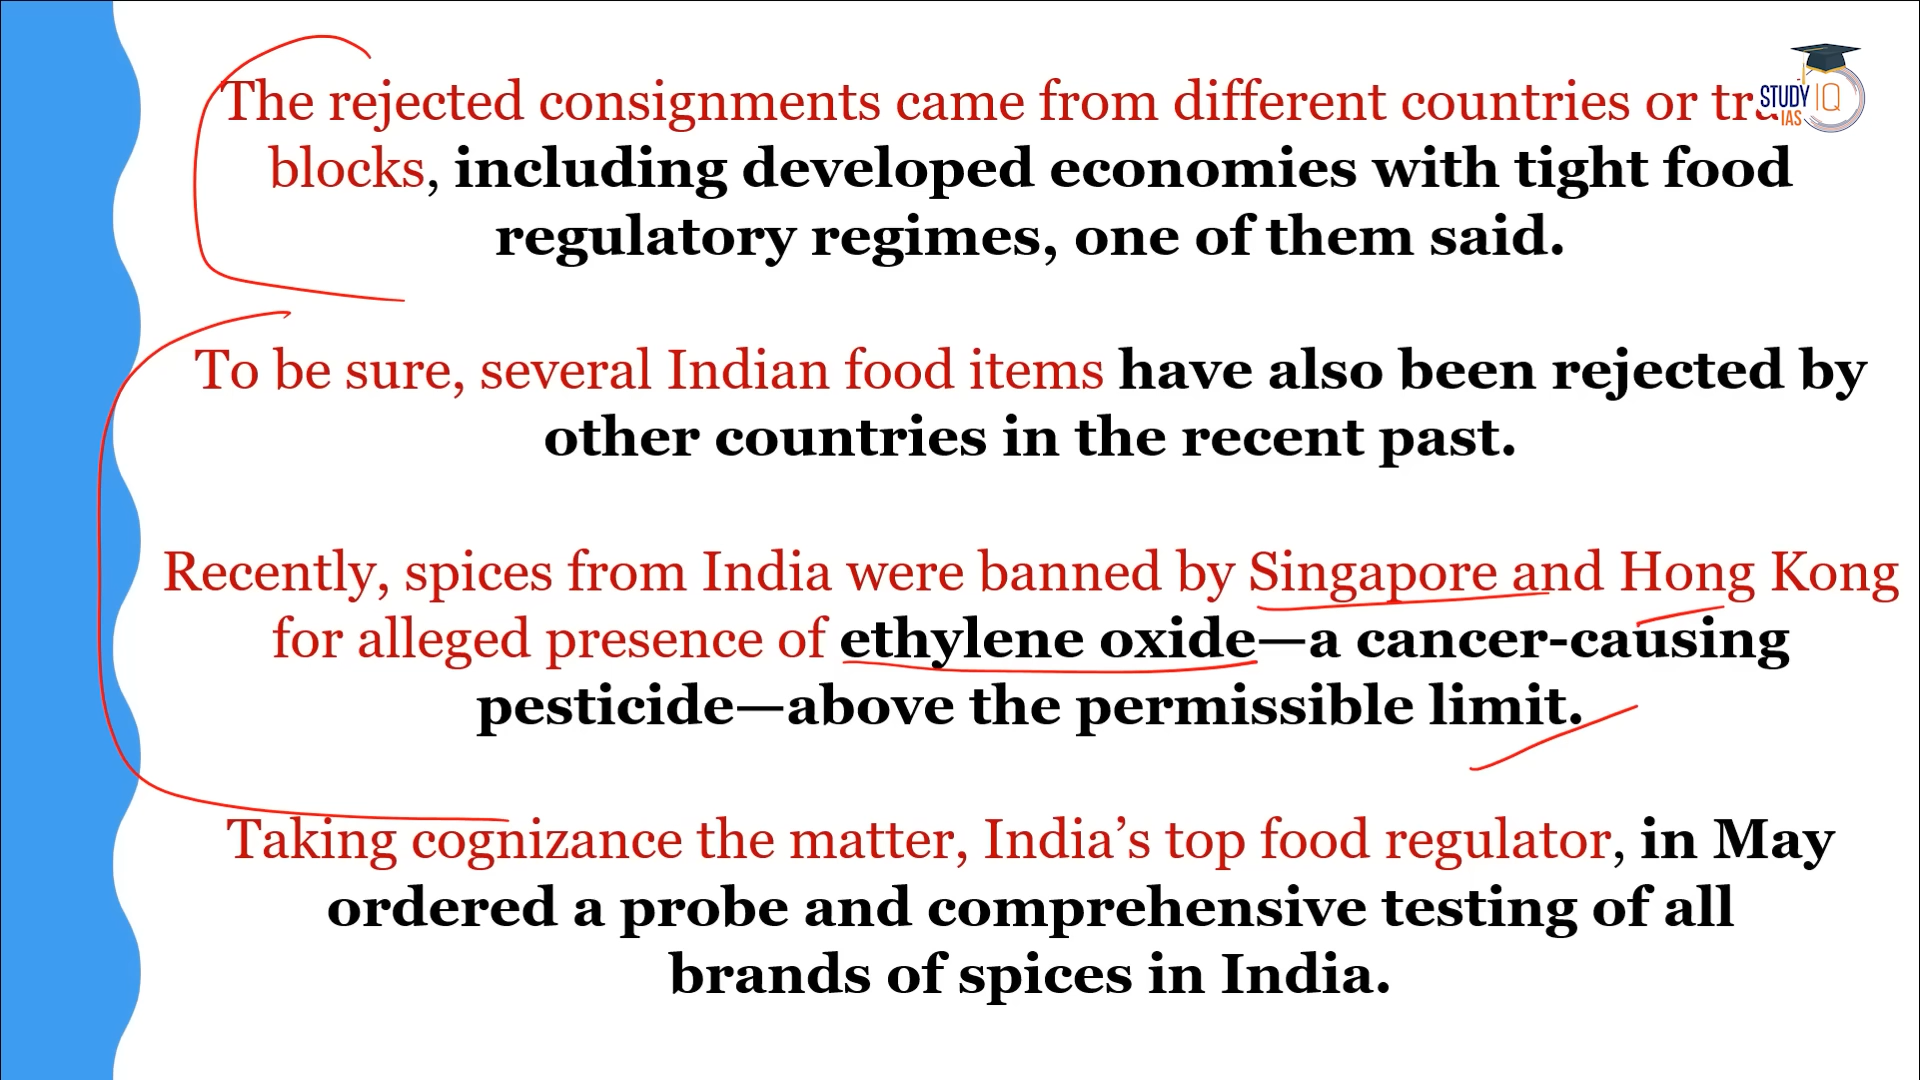 The rejected consignments came from different countries or
blocks, including developed economies with tight food
regulatory regimes, one of them said.
To be sure, several Indian food items have also been rejected by
other countries in the recent past.
Recently, spices from India were banned by Singapore and Hong Kong
for alleged presence of ethylene oxide—a cancer-causing
pesticide—above the permissible limit.
Taking cognizance the matter, India’s top food regulator, in May
ordered a probe and comprehensive testing of all
brands of spices in India.
STUDY IQ
IAS